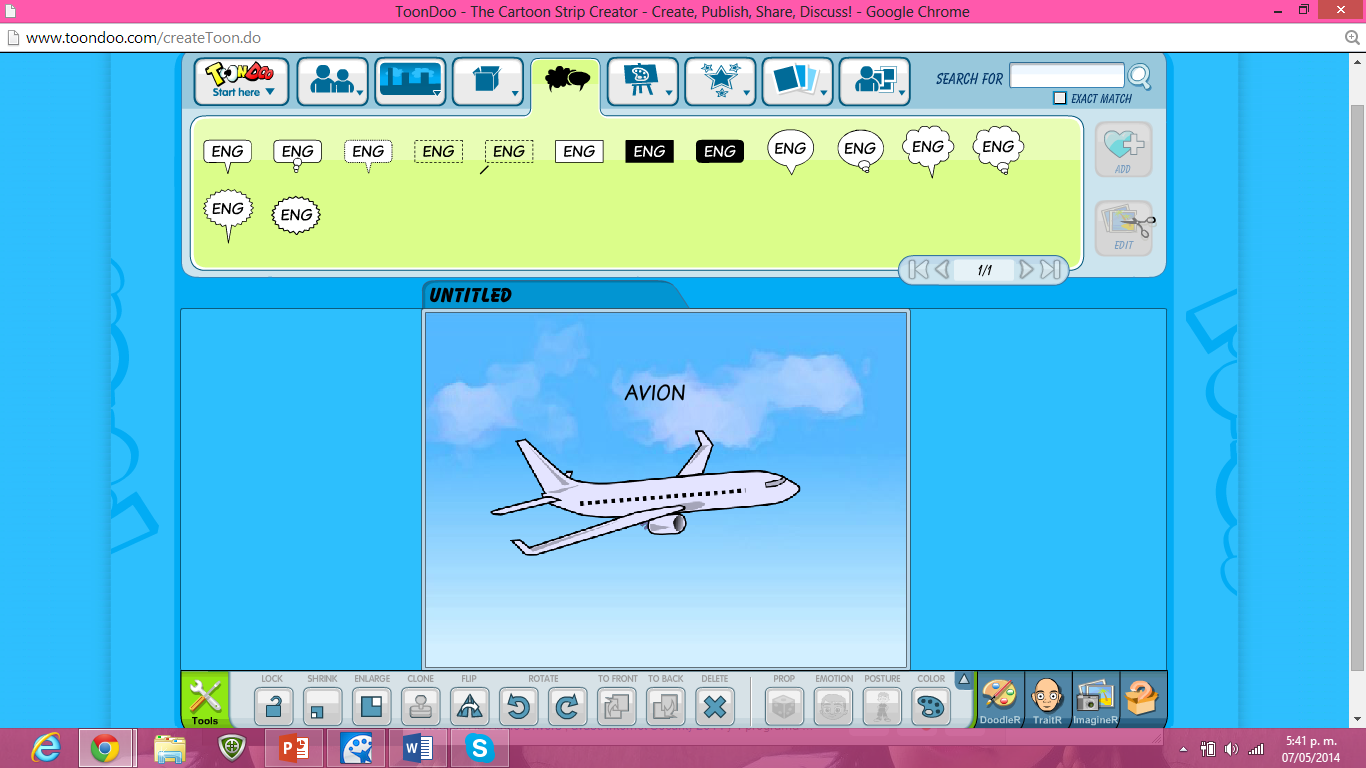 ToonDoo - The Cartoon Strip Creator - Create, Publish, Share, Discuss! - Google Chrome
www.toondoo.com/createToon.do
TOONDOO
Start here
SEARCH FOR
EXACT MATCH
ENG ENG ENG ENG ENG ENG ENG ENG ENG ENG ENG ENG
ENG ENG
ADD
EDIT
1/1
UNTITLED
AVION
LOCK SHRINK ENLARGE CLONE FLIP ROTATE TO FRONT TO BACK DELETE PROP EMOTION POSTURE COLOR
Tools
DoodleR TraitR ImagineR
5:41 p. m.
07/05/2014